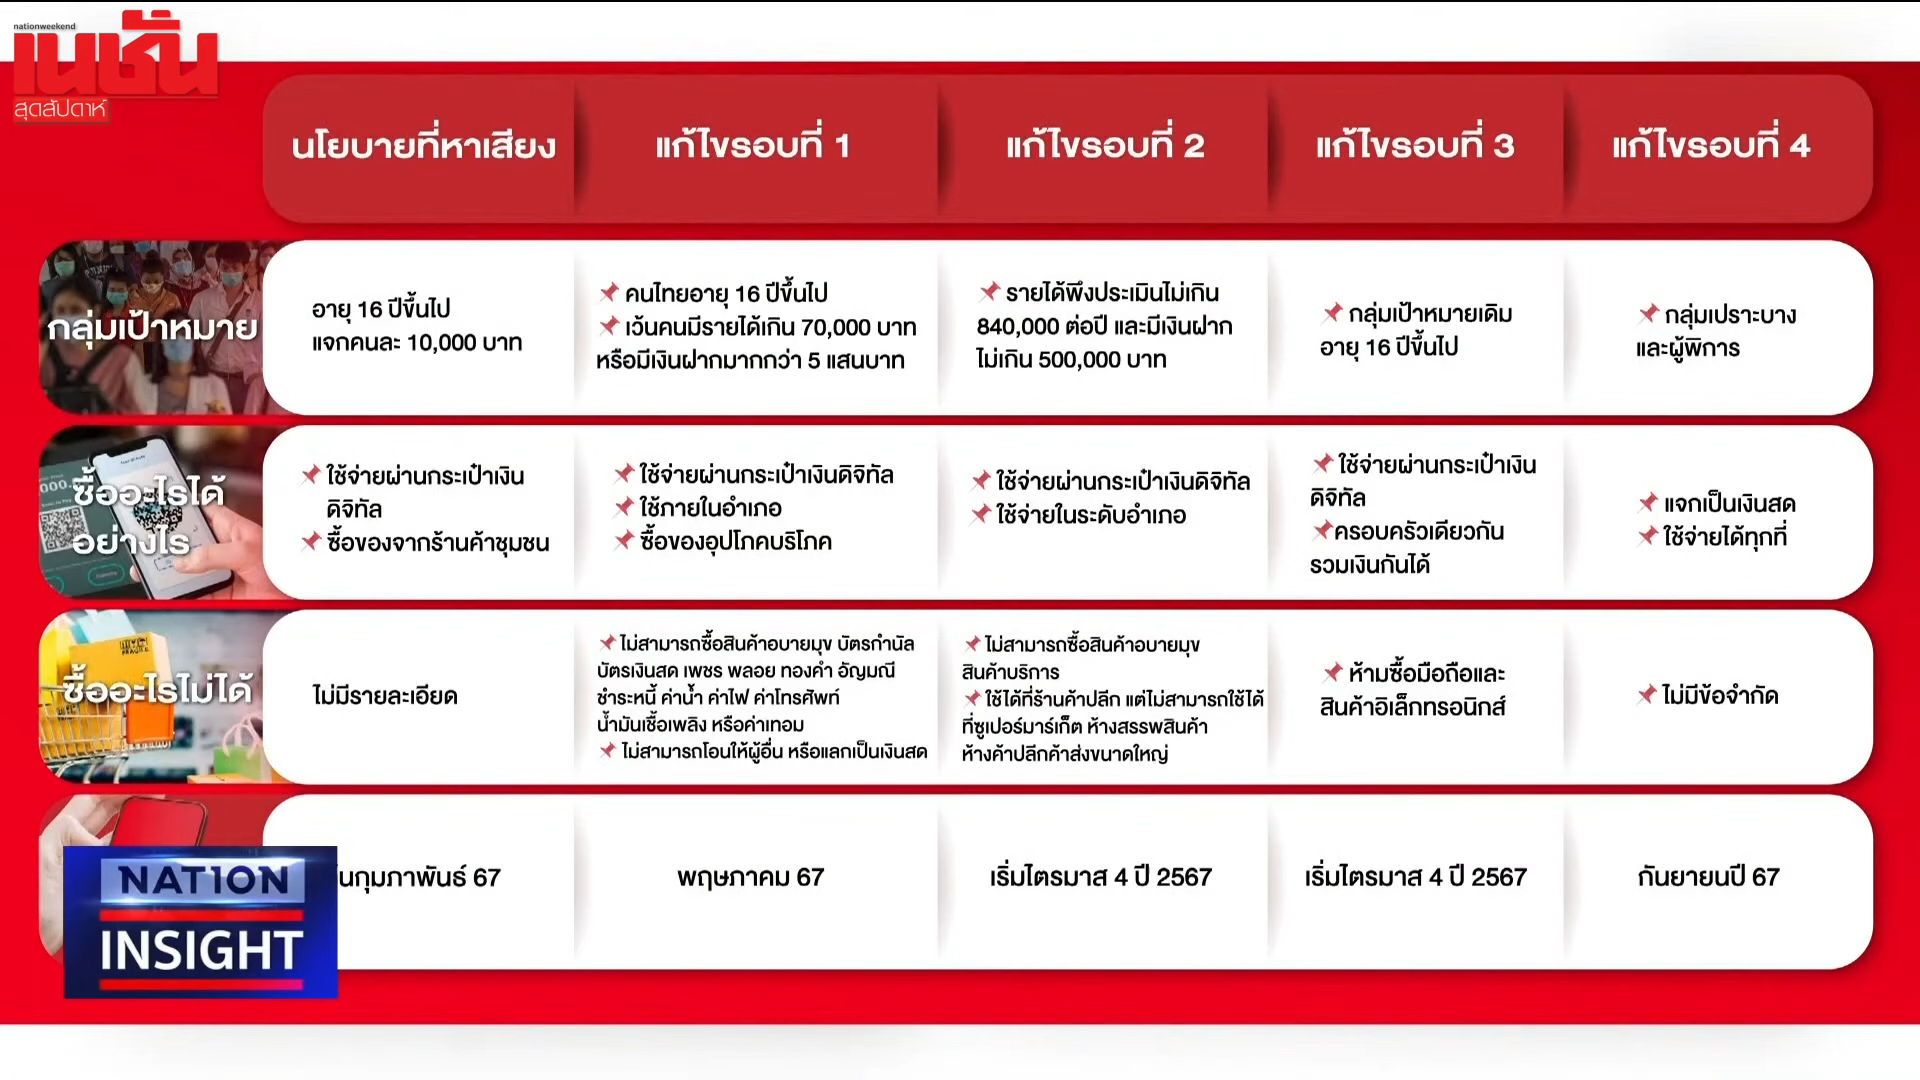 nationweekend
เนชั่น
สุดสัปดาห์
นโยบายที่หาเสียง
แก้ไขรอบที่ 1
แก้ไขรอบที่ 2
แก้ไขรอบที่ 3
แก้ไขรอบที่ 4
กลุ่มเป้าหมาย
อายุ 16 ปีขึ้นไป
แจกคนละ 10,000 บาท
คนไทยอายุ 16 ปีขึ้นไป
เว้นคนมีรายได้เกิน 70,000 บาท
หรือมีเงินฝากมากกว่า 5 แสนบาท
รายได้พึงประเมินไม่เกิน
840,000 ต่อปี และมีเงินฝาก
ไม่เกิน 500,000 บาท
กลุ่มเป้าหมายเดิม
อายุ 16 ปีขึ้นไป
กลุ่มเปราะบาง
และผู้พิการ
ซื้ออะไรได้
อย่างไร
ใช้จ่ายผ่านกระเป๋าเงิน
ดิจิทัล
ซื้อของจากร้านค้าชุมชน
ใช้จ่ายผ่านกระเป๋าเงินดิจิทัล
ใช้ภายในอำเภอ
ซื้อของอุปโภคบริโภค
ใช้จ่ายผ่านกระเป๋าเงินดิจิทัล
ใช้จ่ายในระดับอำเภอ
ใช้จ่ายผ่านกระเป๋าเงิน
ดิจิทัล
ครอบครัวเดียวกัน
รวมเงินกันได้
แจกเป็นเงินสด
ใช้จ่ายได้ทุกที่
ซื้ออะไรไม่ได้
ไม่มีรายละเอียด
ไม่สามารถซื้อสินค้าอบายมุข บัตรกำนัล
บัตรเงินสด เพชร พลอย ทองคำ อัญมณี
ชำระหนี้ ค่าน้ำ ค่าไฟ ค่าโทรศัพท์
น้ำมันเชื้อเพลิง หรือค่าเทอม
ไม่สามารถโอนให้ผู้อื่น หรือแลกเป็นเงินสด
ไม่สามารถซื้อสินค้าอบายมุข
สินค้าบริการ
ใช้ได้ที่ร้านค้าปลีก แต่ไม่สามารถใช้ได้
ที่ซูเปอร์มาร์เก็ต ห้างสรรพสินค้า
ห้างค้าปลีกค้าส่งขนาดใหญ่
ห้ามซื้อมือถือและ
สินค้าอิเล็กทรอนิกส์
ไม่มีข้อจำกัด
กุมภาพันธ์ 67
พฤษภาคม 67
เริ่มไตรมาส 4 ปี 2567
เริ่มไตรมาส 4 ปี 2567
กันยายนปี 67
NATION
INSIGHT